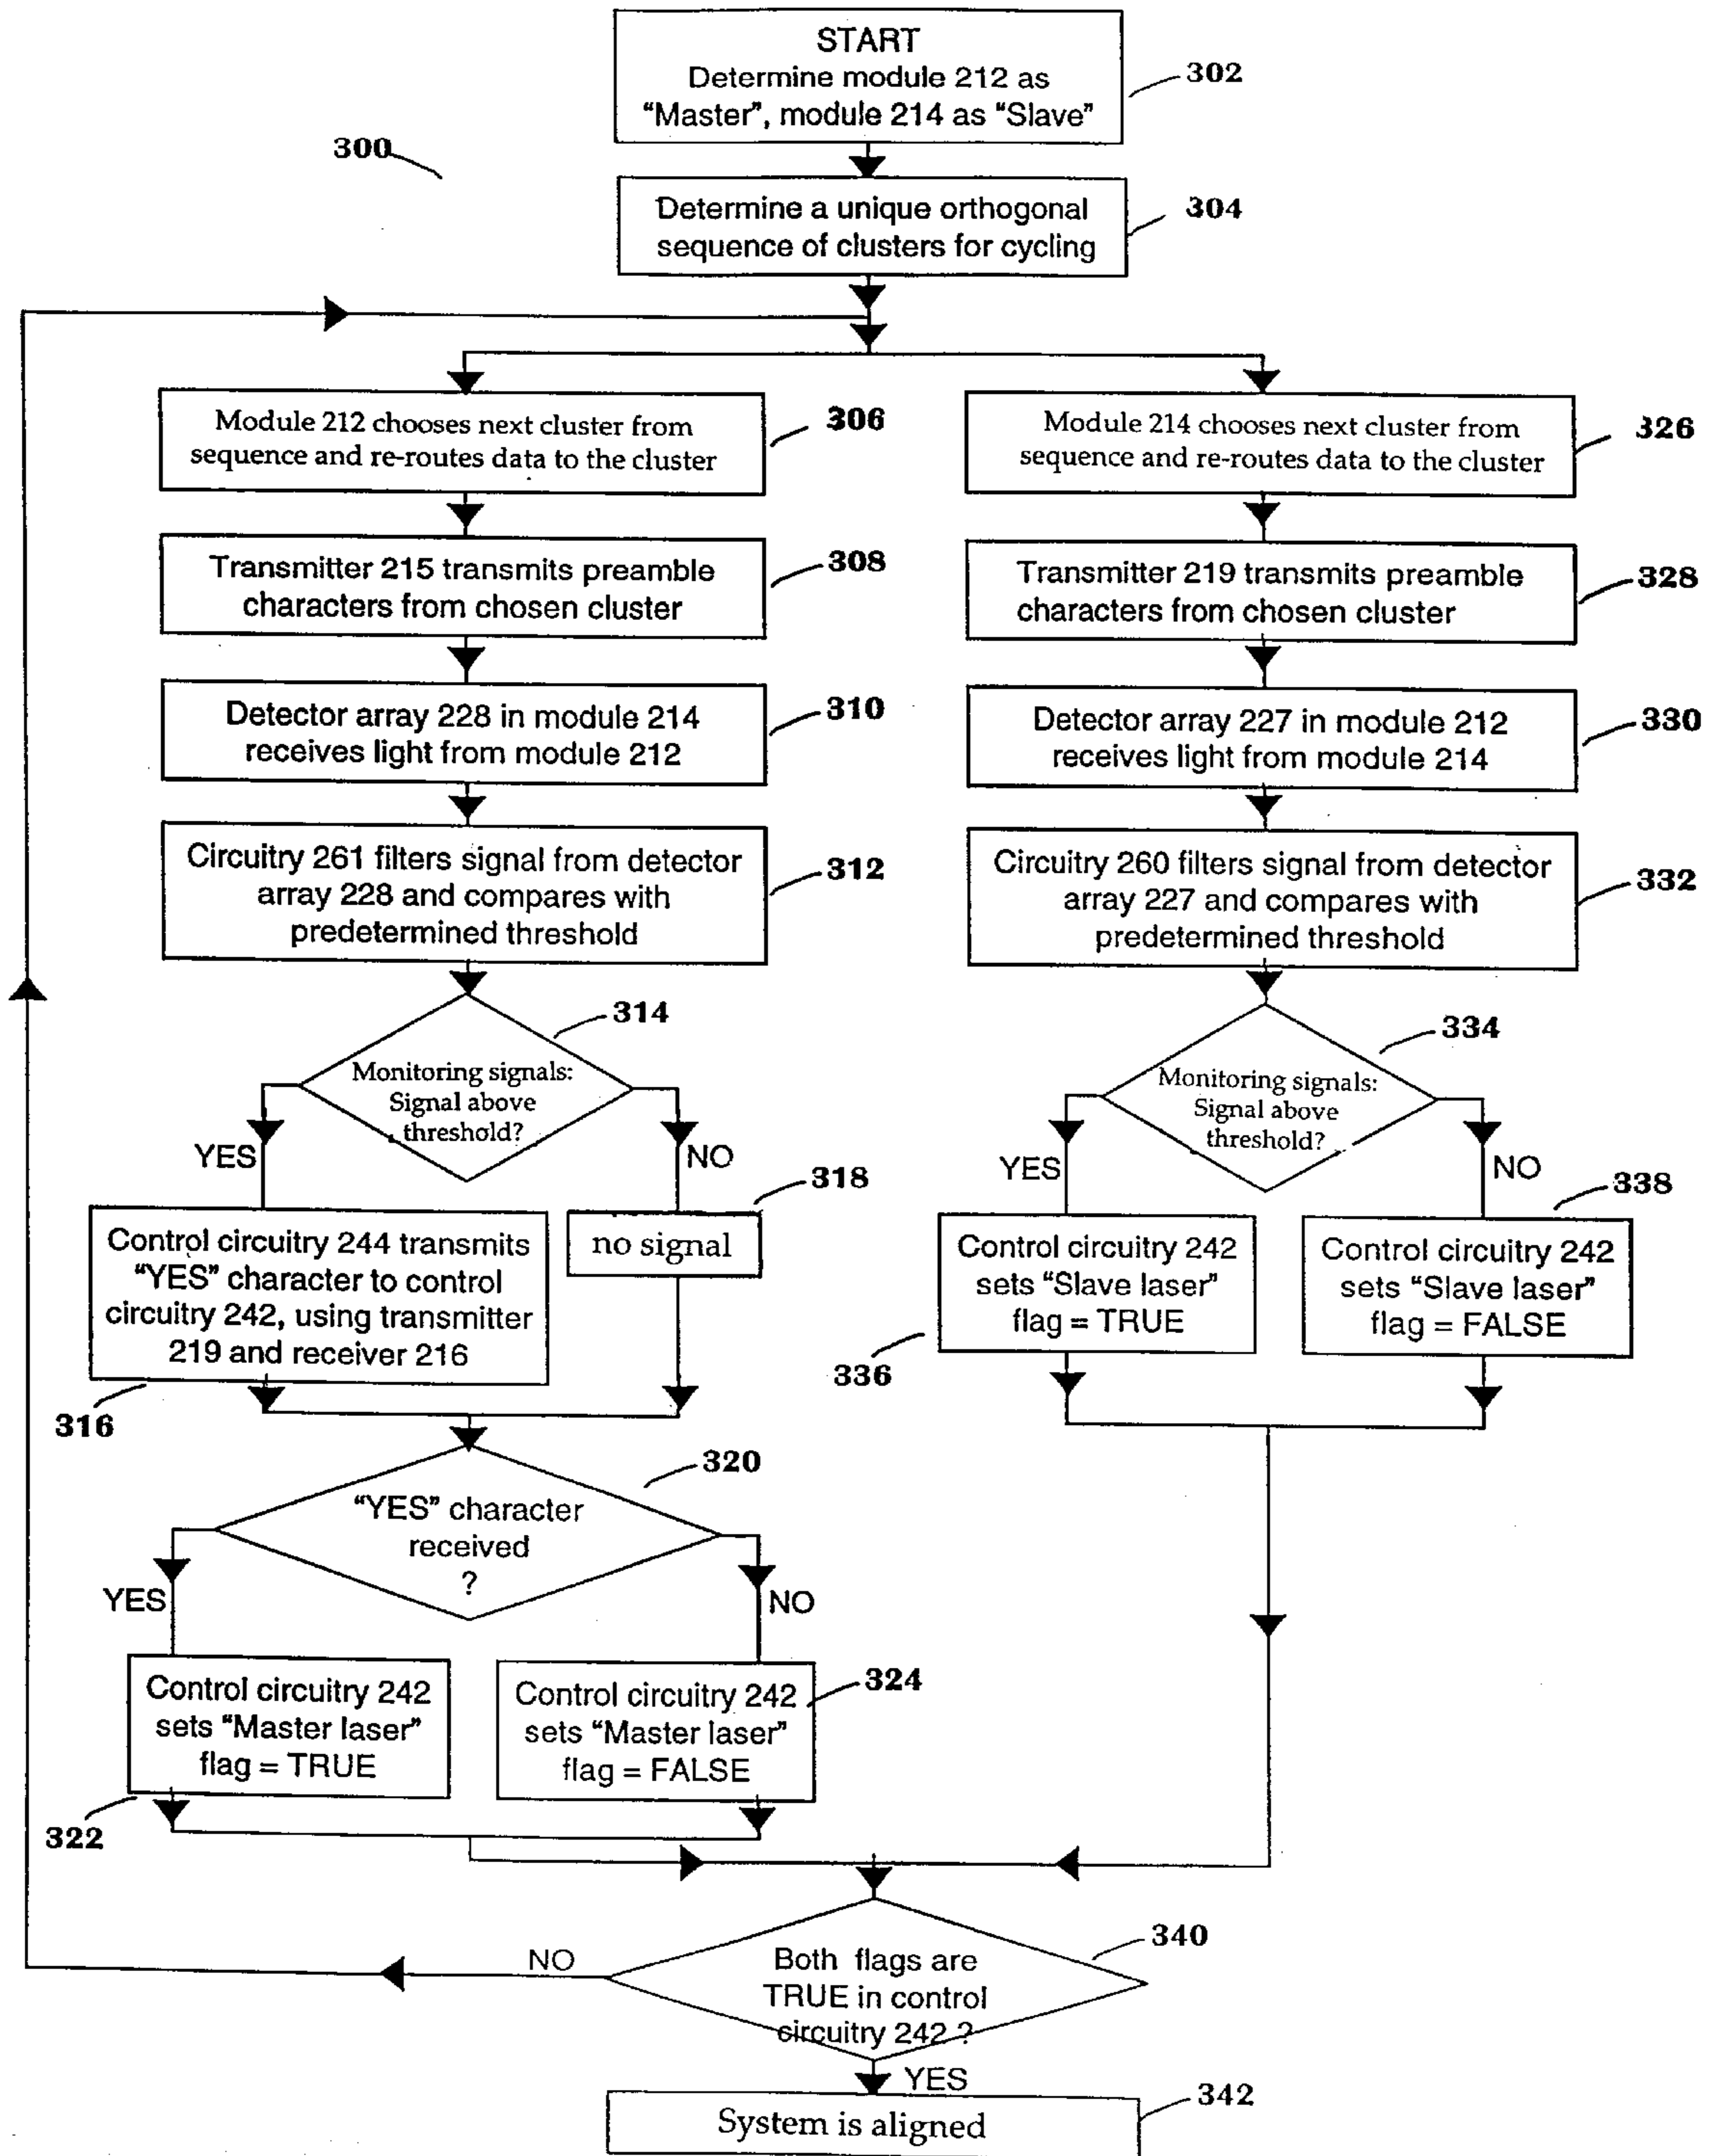 START
Determine module 212 as
“Master”, module 214 as “Slave”
302
300
Determine a unique orthogonal
sequence of clusters for cycling
304
Module 212 chooses next cluster from
sequence and re-routes data to the cluster
306
Module 214 chooses next cluster from
sequence and re-routes data to the cluster
326
Transmitter 215 transmits preamble
characters from chosen cluster
308
Transmitter 219 transmits preamble
characters from chosen cluster
328
Detector array 228 in module 214
receives light from module 212
310
Detector array 227 in module 212
receives light from module 214
330
Circuitry 261 filters signal from detector
array 228 and compares with
predetermined threshold
312
Circuitry 260 filters signal from detector
array 227 and compares with
predetermined threshold
332
314
Monitoring signals:
Signal above
threshold?
YES
NO
334
Monitoring signals:
Signal above
threshold?
YES
NO
318
no signal
Control circuitry 244 transmits
“YES” character to control
circuitry 242, using transmitter
219 and receiver 216
316
Control circuitry 242
sets “Slave laser”
flag = TRUE
336
338
Control circuitry 242
sets “Slave laser”
flag = FALSE
320
“YES” character
received
?
YES
NO
Control circuitry 242
sets “Master laser”
flag = TRUE
322
Control circuitry 242
sets “Master laser”
flag = FALSE
324
340
Both flags are
TRUE in control
circuitry 242 ?
NO
YES
System is aligned
342